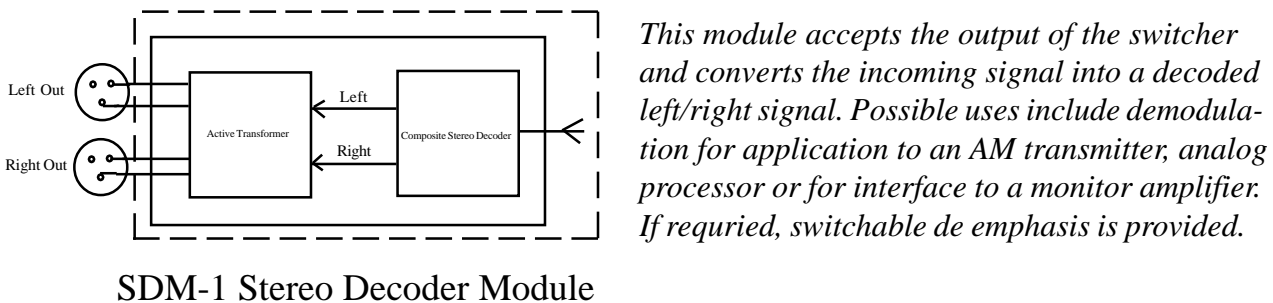 Left Out
Right Out
Active Transformer
Left
Right
Composite Stereo Decoder
This module accepts the output of the switcher
and converts the incoming signal into a decoded
left/right signal. Possible uses include demodula-
tion for application to an AM transmitter, analog
processor or for interface to a monitor amplifier.
If requried, switchable de emphasis is provided.
SDM-1 Stereo Decoder Module